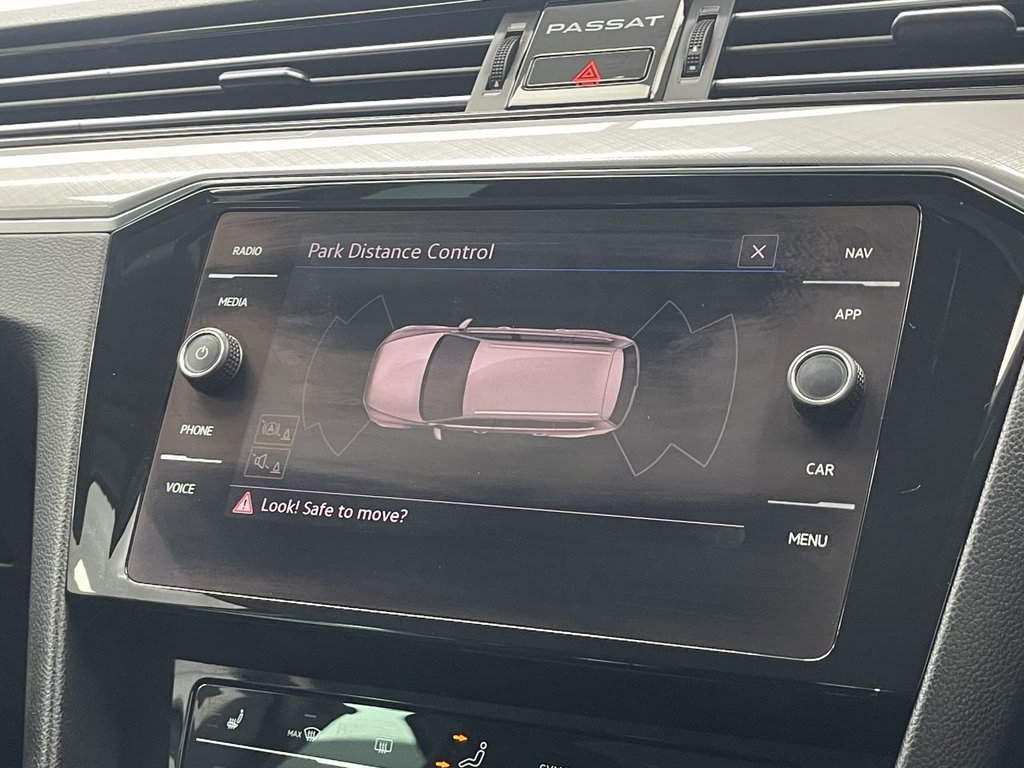 PASSAT
RADIO
Park Distance Control
NAV
MEDIA
APP
PHONE
CAR
VOICE
Look! Safe to move?
MENU
MAX